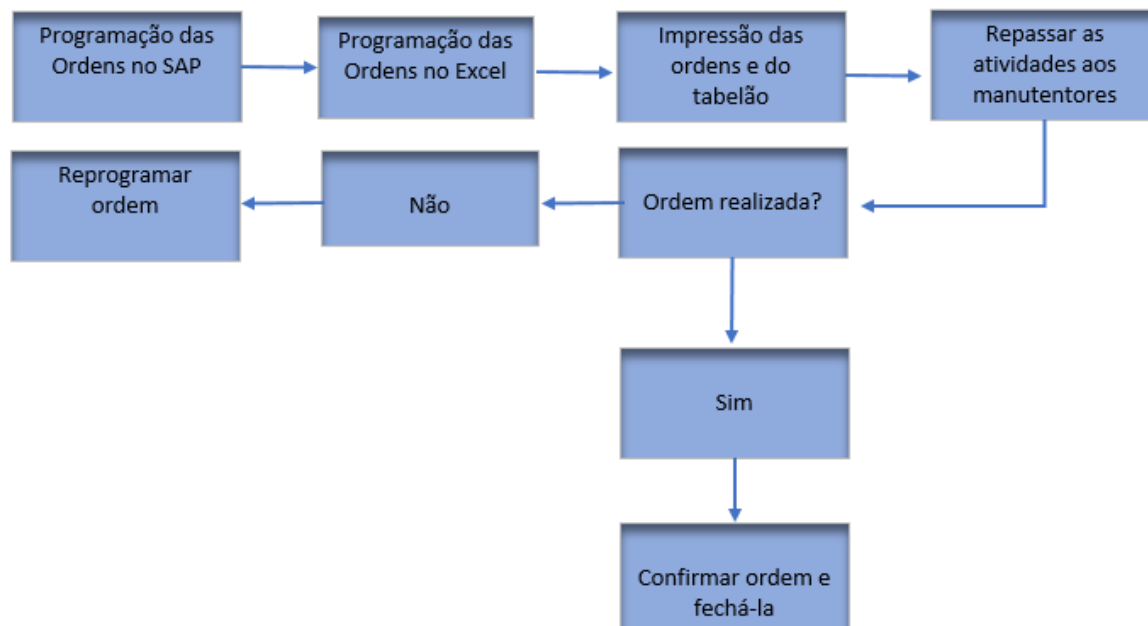 Programação das
Ordens no SAP
Programação das
Ordens no Excel
Impressão das
ordens e do
tabelão
Repassar as
atividades aos
manutentores
Reprogramar
ordem
Não
Ordem realizada?
Sim
Confirmar ordem e
fechá-la